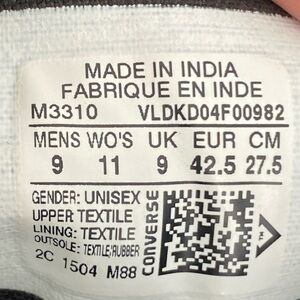 MADE IN INDIA
FABRIQUE EN INDE
M3310 VLDKD04F00982
MENS WO'S UK EUR CM
9 11 9 42.5 27.5
GENDER: UNISEX
UPPER TEXTILE
LINING: TEXTILE
OUTSOLE: TEXTILE/RUBBER
2C 1504 M88
CONVERSE